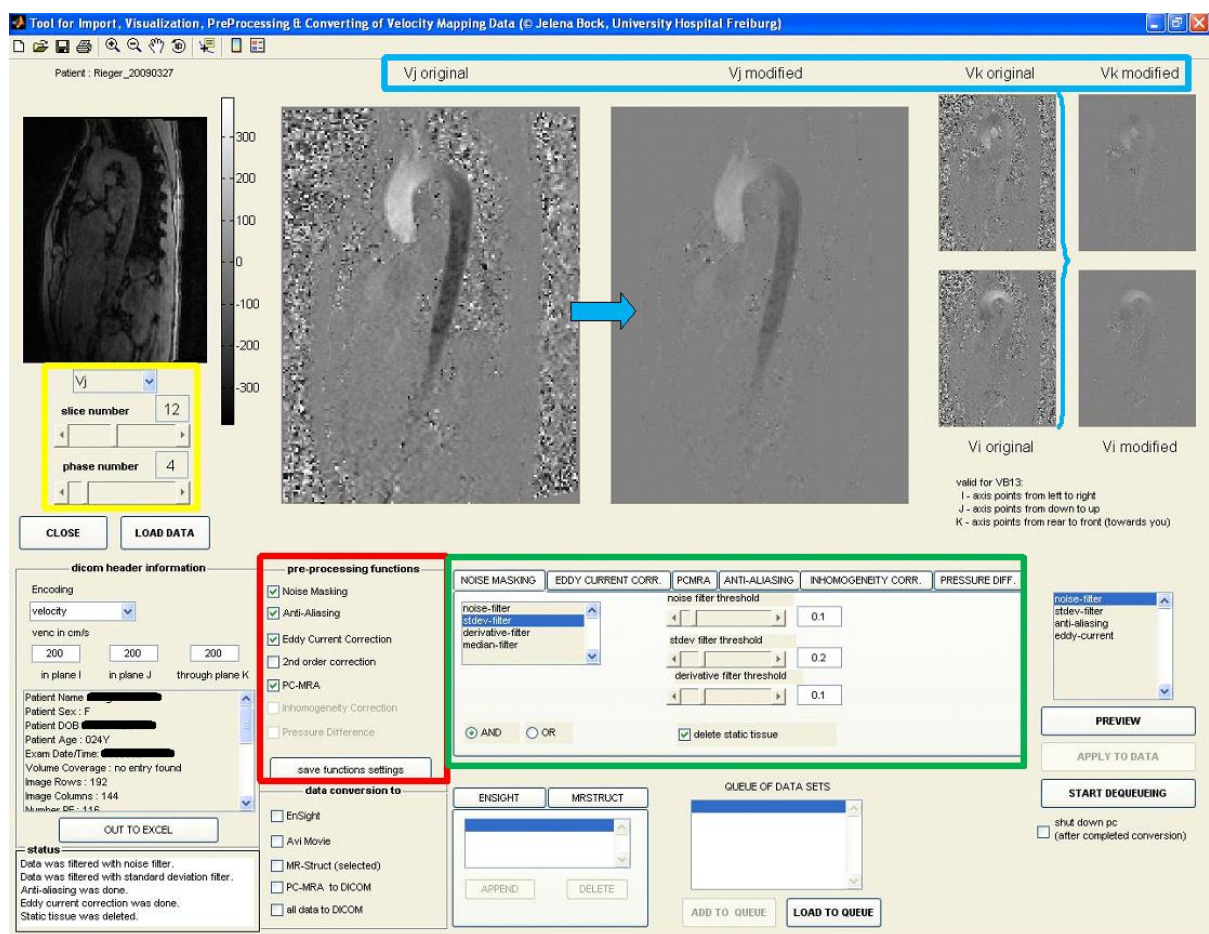 Tool for Import, Visualization, PreProcessing & Converting of Velocity Mapping Data (© Jelena Bock, University Hospital Freiburg)
Patient : Rieger_20090327
Vj original
Vj modified
Vk original
Vk modified
300
200
100
0
-100
-200
-300
Vj
slice number
12
phase number
4
CLOSE
LOAD DATA
Vi original
Vi modified
valid for VB13:
I - axis points from left to right
J - axis points from down to up
K - axis points from rear to front (towards you)
dicom header information
Encoding
velocity
venc in cm/s
200
200
200
in plane I
in plane J
through plane K
Patient Name
Patient Sex : F
Patient DOB
Patient Age : 024Y
Exam Date/Time:
Volume Coverage : no entry found
Image Rows : 192
Image Columns : 144
Number PE : 116
OUT TO EXCEL
status
Data was filtered with noise filter.
Data was filtered with standard deviation filter.
Anti-aliasing was done.
Eddy current correction was done.
Static tissue was deleted.
pre-processing functions
Noise Masking
Anti-Aliasing
Eddy Current Correction
2nd order correction
PC-MRA
Inhomogeneity Correction
Pressure Difference
save functions settings
data conversion to
EnSight
Avi Movie
MR-Struct (selected)
PC-MRA to DICOM
all data to DICOM
NOISE MASKING
EDDY CURRENT CORR.
PCMRA
ANTI-ALIASING
INHOMOGENEITY CORR.
PRESSURE DIFF.
noise-filter
stdev-filter
derivative-filter
median-filter
noise filter threshold
0.1
stdev filter threshold
0.2
derivative filter threshold
0.1
AND
OR
delete static tissue
ENSIGHT
MRSTRUCT
APPEND
DELETE
QUEUE OF DATA SETS
ADD TO QUEUE
LOAD TO QUEUE
noise-filter
stdev-filter
anti-aliasing
eddy-current
PREVIEW
APPLY TO DATA
START DEQUEUEING
shut down pc
(after completed conversion)